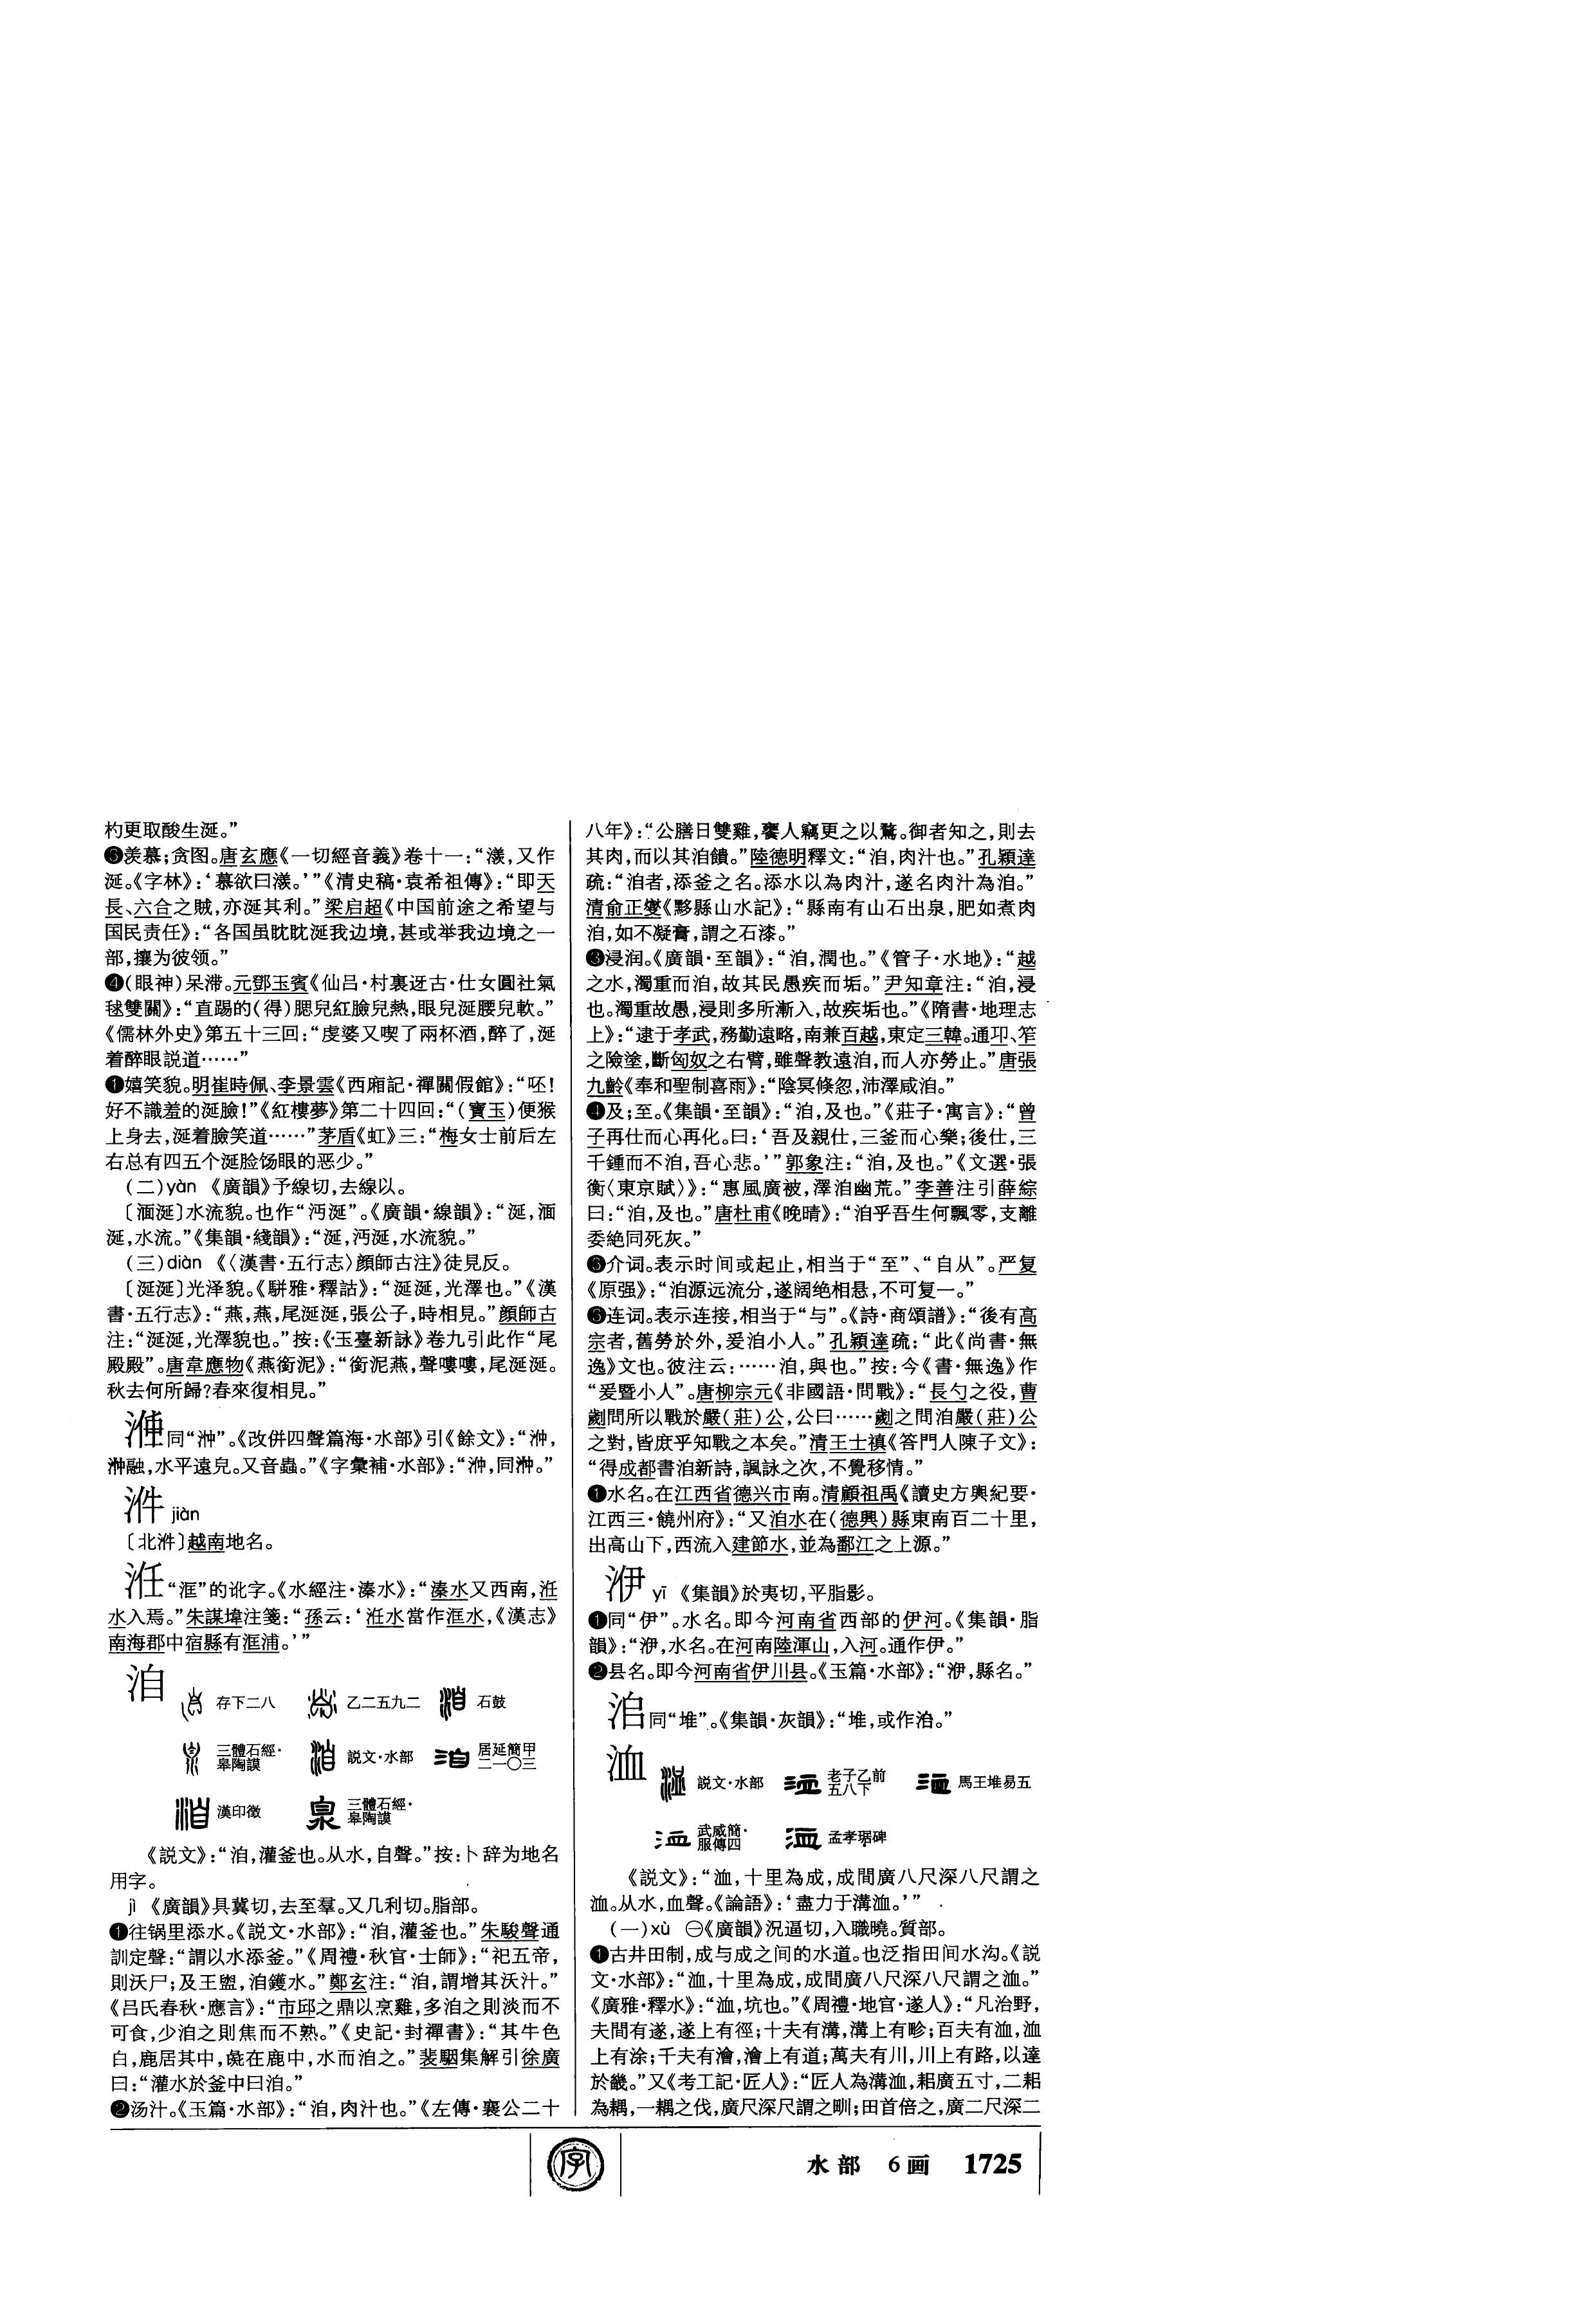 杓更取酸生涎。”
❸羡慕;贪图。唐玄應《一切經音義》卷十一:“漾,又作
涎。《字林》:‘慕欲曰漾。’”《清史稿·袁希祖傳》:“即天
長、六合之賊,亦涎其利。”梁启超《中国前途之希望与
国民责任》:“各国虽眈眈涎我边境,甚或举我边境之一
部,攘为彼领。”
❹(眼神)呆滞。元鄧玉賓《仙吕·村裏迓古·仕女圓社氣
毬雙關》:“直踢的(得)腮兒紅臉兒熱,眼兒涎腰兒軟。”
《儒林外史》第五十三回:“虔婆又喫了兩杯酒,醉了,涎
着醉眼説道……”
❶嬉笑貌。明崔時佩、李景雲《西廂記·禪關假館》:“呸!
好不識羞的涎臉!”《紅樓夢》第二十四回:“(寶玉)便猴
上身去,涎着臉笑道……”茅盾《虹》三:“梅女士前后左
右总有四五个涎脸饧眼的恶少。”
(二)yàn 《廣韻》予線切,去線以。
〔湎涎〕水流貌。也作“沔涎”。《廣韻·線韻》:“涎,湎
涎,水流。”《集韻·綫韻》:“涎,沔涎,水流貌。”
(三)diàn 《〈漢書·五行志〉顔師古注》徒見反。
〔涎涎〕光泽貌。《駢雅·釋詁》:“涎涎,光澤也。”《漢
書·五行志》:“燕,燕,尾涎涎,張公子,時相見。”顔師古
注:“涎涎,光澤貌也。”按:《玉臺新詠》卷九引此作“尾
殿殿”。唐韋應物《燕銜泥》:“銜泥燕,聲嘍嘍,尾涎涎。
秋去何所歸?春來復相見。”
同“沖”。《改併四聲篇海·水部》引《餘文》:“沖,
沖融,水平遠皃。又音蟲。”《字彙補·水部》:“沖,同沖。”
汼 jiàn
〔北汼〕越南地名。
洭 “洭”的讹字。《水經注·溱水》:“溱水又西南,洭
水入焉。”朱謀㙔注箋:“孫云:‘洭水當作洭水,《漢志》
南海郡中宿縣有洭浦。’”
洎 存下二八 乙二五九二 石鼓
三體石經·皋陶謨 説文·水部 居延簡甲二一〇三
漢印徵 三體石經·皋陶謨
《説文》:“洎,灌釜也。从水,自聲。”按:卜辞为地名
用字。
jì 《廣韻》具冀切,去至羣。又几利切。脂部。
❶往锅里添水。《説文·水部》:“洎,灌釜也。”朱駿聲通
訓定聲:“謂以水添釜。”《周禮·秋官·士師》:“祀五帝,
則沃尸;及王盥,洎鑊水。”鄭玄注:“洎,謂增其沃汁。”
《吕氏春秋·應言》:“市邱之鼎以烹雞,多洎之則淡而不
可食,少洎之則焦而不熟。”《史記·封禪書》:“其牛色
白,鹿居其中,彘在鹿中,水而洎之。”裴駰集解引徐廣
曰:“灌水於釜中曰洎。”
❷汤汁。《玉篇·水部》:“洎,肉汁也。”《左傳·襄公二十
八年》:“公膳日雙雞,饔人竊更之以鶩。御者知之,則去
其肉,而以其洎饋。”陸德明釋文:“洎,肉汁也。”孔穎達
疏:“洎者,添釜之名。添水以為肉汁,遂名肉汁為洎。”
清俞正燮《黟縣山水記》:“縣南有山石出泉,肥如煮肉
洎,如不凝膏,謂之石漆。”
❸浸润。《廣韻·至韻》:“洎,潤也。”《管子·水地》:“越
之水,濁重而洎,故其民愚疾而垢。”尹知章注:“洎,浸
也。濁重故愚,浸則多所漸入,故疾垢也。”《隋書·地理志
上》:“逮于孝武,務勤遠略,南兼百越,東定三韓。通邛、笮
之險塗,斷匈奴之右臂,雖聲教遠洎,而人亦勞止。”唐張
九齡《奉和聖制喜雨》:“陰冥倏忽,沛澤咸洎。”
❹及;至。《集韻·至韻》:“洎,及也。”《莊子·寓言》:“曾
子再仕而心再化。曰:‘吾及親仕,三釜而心樂;後仕,三
千鍾而不洎,吾心悲。’”郭象注:“洎,及也。”《文選·張
衡〈東京賦〉》:“惠風廣被,澤洎幽荒。”李善注引薛綜
曰:“洎,及也。”唐杜甫《晚晴》:“洎乎吾生何飄零,支離
委絶同死灰。”
❺介词。表示时间或起止,相当于“至”、“自从”。严复
《原强》:“洎源远流分,遂阔绝相悬,不可复一。”
❻连词。表示连接,相当于“与”。《詩·商頌譜》:“後有高
宗者,舊勞於外,爰洎小人。”孔穎達疏:“此《尚書·無
逸》文也。彼注云:……洎,與也。”按:今《書·無逸》作
“爰暨小人”。唐柳宗元《非國語·問戰》:“長勺之役,曹
劌問所以戰於嚴(莊)公,公曰……劌之問洎嚴(莊)公
之對,皆庶乎知戰之本矣。”清王士禛《答門人陳子文》:
“得成都書洎新詩,諷詠之次,不覺移情。”
❶水名。在江西省德兴市南。清顧祖禹《讀史方輿紀要·
江西三·饒州府》:“又洎水在(德興)縣東南百二十里,
出高山下,西流入建節水,並為鄱江之上源。”
洢 yī 《集韻》於夷切,平脂影。
❶同“伊”。水名。即今河南省西部的伊河。《集韻·脂
韻》:“洢,水名。在河南陸渾山,入河。通作伊。”
❷县名。即今河南省伊川县。《玉篇·水部》:“洢,縣名。”
同“堆”。《集韻·灰韻》:“堆,或作㳝。”
洫 説文·水部 老子乙前五八下 馬王堆易五
武威簡·服傳四 孟孝琚碑
《説文》:“洫,十里為成,成間廣八尺深八尺謂之
洫。从水,血聲。《論語》:‘盡力于溝洫。’”
(一)xù ㊀《廣韻》況逼切,入職曉。質部。
❶古井田制,成与成之间的水道。也泛指田间水沟。《説
文·水部》:“洫,十里為成,成間廣八尺深八尺謂之洫。”
《廣雅·釋水》:“洫,坑也。”《周禮·地官·遂人》:“凡治野,
夫間有遂,遂上有徑;十夫有溝,溝上有畛;百夫有洫,洫
上有涂;千夫有澮,澮上有道;萬夫有川,川上有路,以達
於畿。”又《考工記·匠人》:“匠人為溝洫,耜廣五寸,二耜
為耦,一耦之伐,廣尺深尺謂之甽;田首倍之,廣二尺深二
字
水部 6画 1725